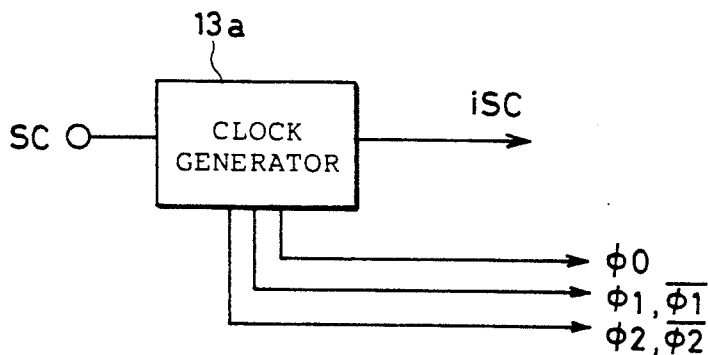 13a
SC
CLOCK
GENERATOR
iSC
ϕ0
ϕ1, ϕ1̅
ϕ2, ϕ2̅